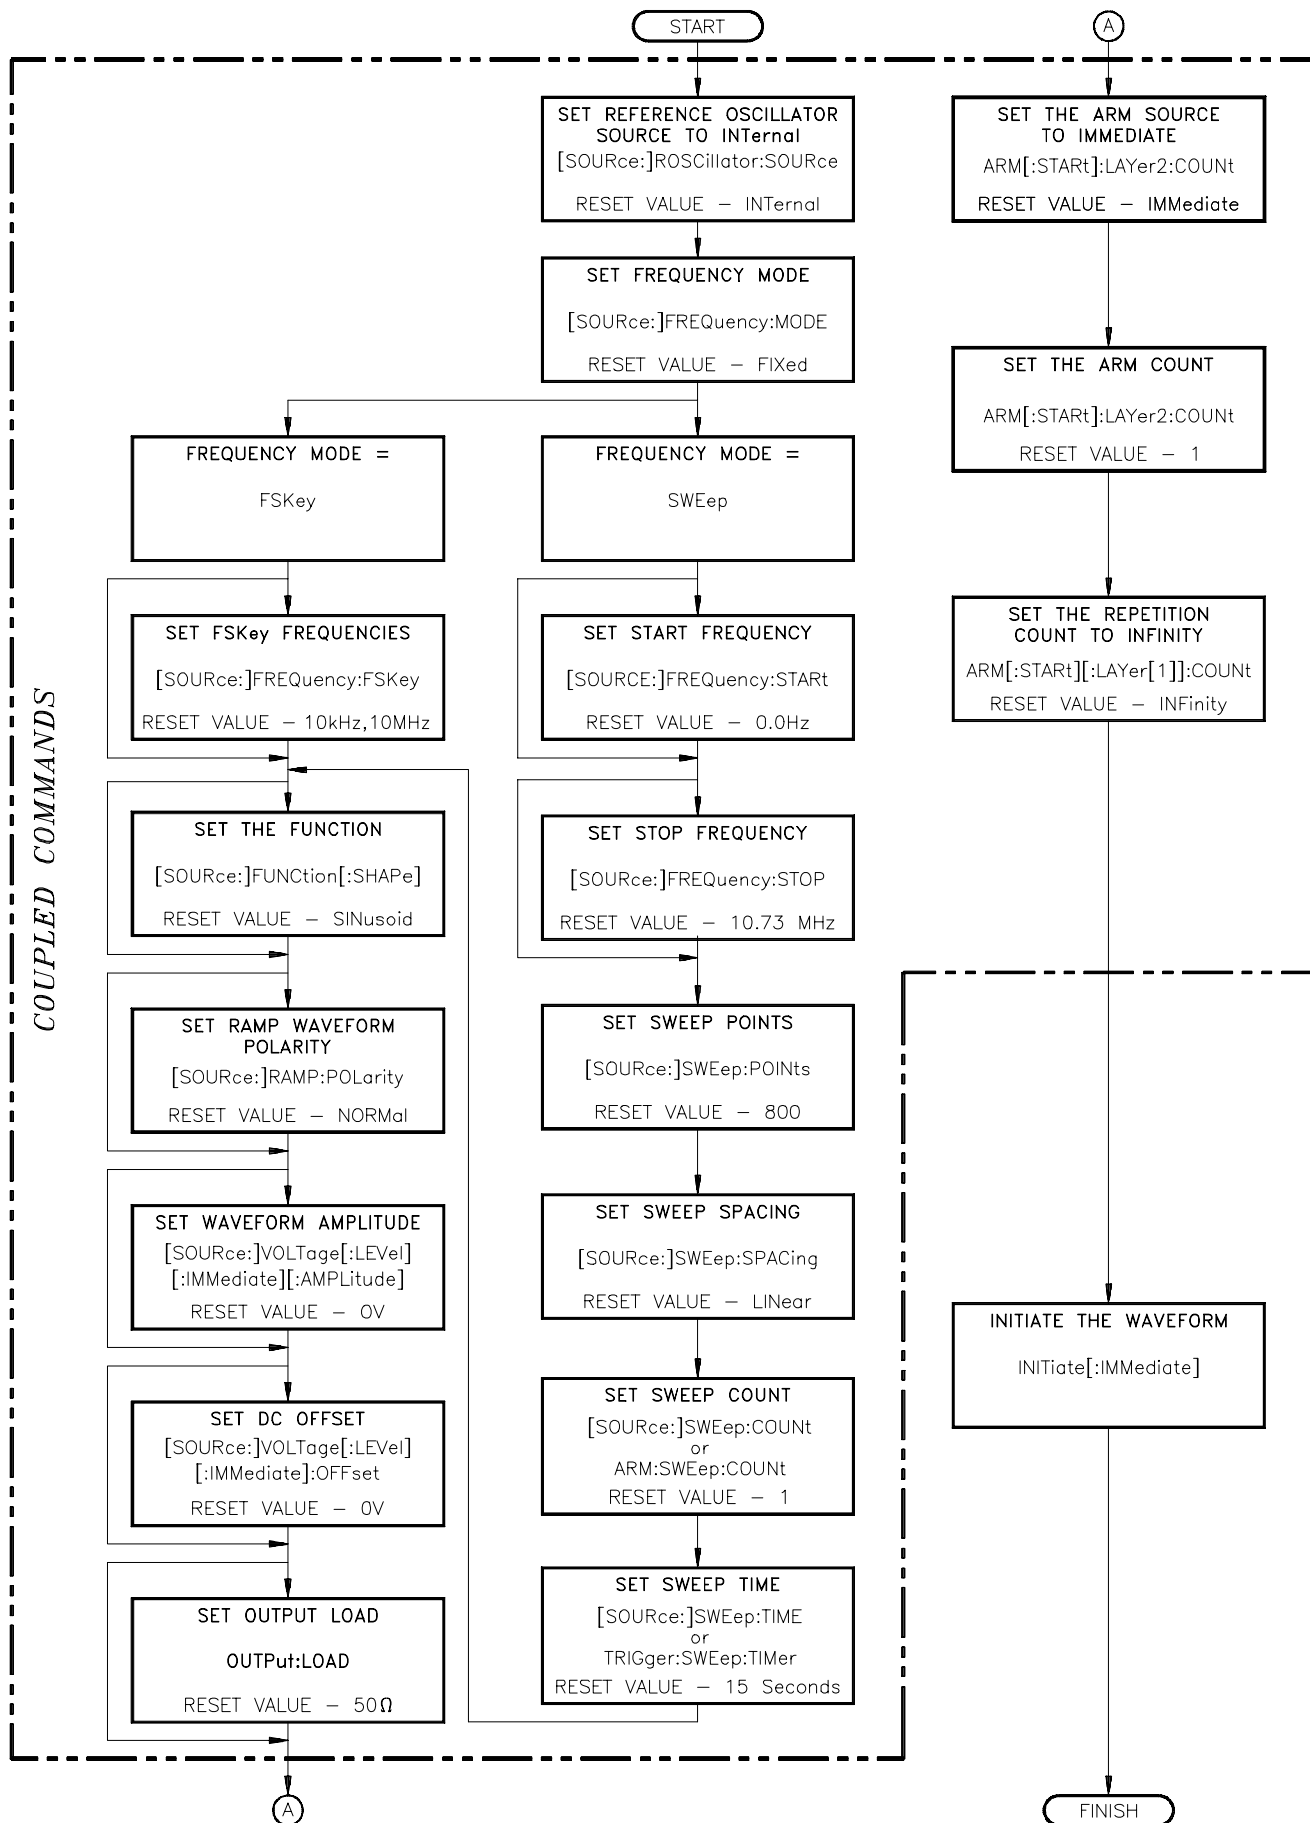 START
SET REFERENCE OSCILLATOR
SOURCE TO INTernal
[SOURce:]ROSCillator:SOURce
RESET VALUE – INTernal
SET FREQUENCY MODE
[SOURce:]FREQuency:MODE
RESET VALUE – FIXed
FREQUENCY MODE =
FSKey
FREQUENCY MODE =
SWEep
COUPLED COMMANDS
SET FSKey FREQUENCIES
[SOURce:]FREQuency:FSKey
RESET VALUE – 10kHz,10MHz
SET THE FUNCTION
[SOURce:]FUNCtion[:SHAPe]
RESET VALUE – SINusoid
SET RAMP WAVEFORM
POLARITY
[SOURce:]RAMP:POLarity
RESET VALUE – NORMal
SET WAVEFORM AMPLITUDE
[SOURce:]VOLTage[:LEVel]
[:IMMediate][:AMPLitude]
RESET VALUE – 0V
SET DC OFFSET
[SOURce:]VOLTage[:LEVel]
[:IMMediate]:OFFset
RESET VALUE – 0V
SET OUTPUT LOAD
OUTPut:LOAD
RESET VALUE – 50Ω
A
SET START FREQUENCY
[SOURCE:]FREQuency:STARt
RESET VALUE – 0.0Hz
SET STOP FREQUENCY
[SOURce:]FREQuency:STOP
RESET VALUE – 10.73 MHz
SET SWEEP POINTS
[SOURce:]SWEep:POINts
RESET VALUE – 800
SET SWEEP SPACING
[SOURce:]SWEep:SPACing
RESET VALUE – LINear
SET SWEEP COUNT
[SOURce:]SWEep:COUNt
or
ARM:SWEep:COUNt
RESET VALUE – 1
SET SWEEP TIME
[SOURce:]SWEep:TIME
or
TRIGger:SWEep:TIMer
RESET VALUE – 15 Seconds
A
SET THE ARM SOURCE
TO IMMEDIATE
ARM[:STARt]:LAYer2:COUNt
RESET VALUE – IMMediate
SET THE ARM COUNT
ARM[:STARt]:LAYer2:COUNt
RESET VALUE – 1
SET THE REPETITION
COUNT TO INFINITY
ARM[:STARt][:LAYer[1]]:COUNt
RESET VALUE – INFinity
INITIATE THE WAVEFORM
INITiate[:IMMediate]
FINISH